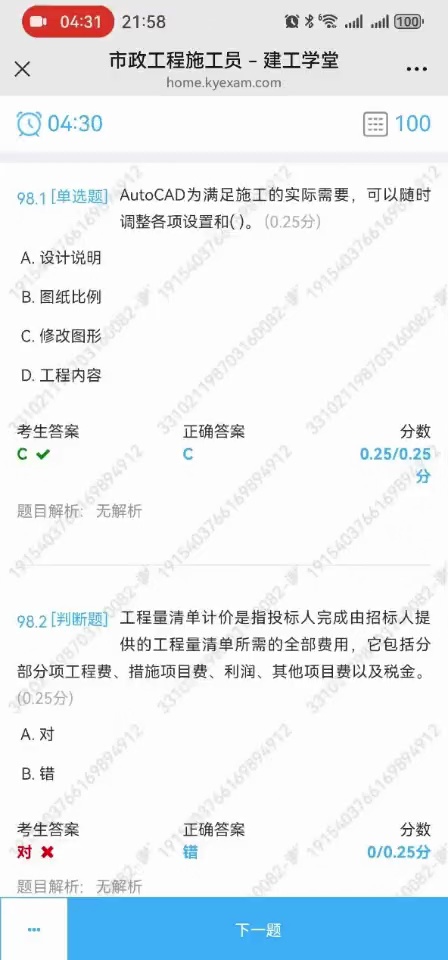 04:31 21:58 100
市政工程施工员 – 建工学堂
home.kyexam.com
04:30 100
98.1 [单选题] AutoCAD为满足施工的实际需要，可以随时
调整各项设置和( )。 (0.25分)
A. 设计说明
B. 图纸比例
C. 修改图形
D. 工程内容
考生答案 正确答案 分数
C C 0.25/0.25
分
题目解析： 无解析
98.2 [判断题] 工程量清单计价是指投标人完成由招标人提
供的工程量清单所需的全部费用，它包括分
部分项工程费、措施项目费、利润、其他项目费以及税金。
(0.25分)
A. 对
B. 错
考生答案 正确答案 分数
对 错 0/0.25分
题目解析： 无解析
下一题
331021198703160082
1915403766169894912